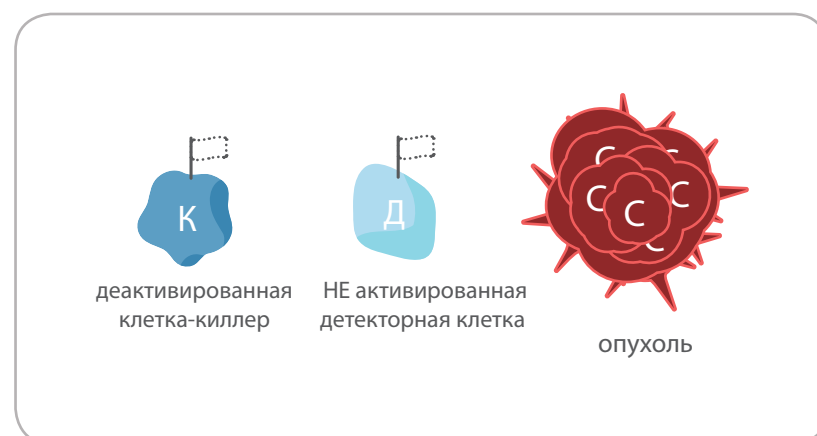 К
Д
С
С
С
С
С
С
деактивированная
клетка-киллер
НЕ активированная
детекторная клетка
опухоль